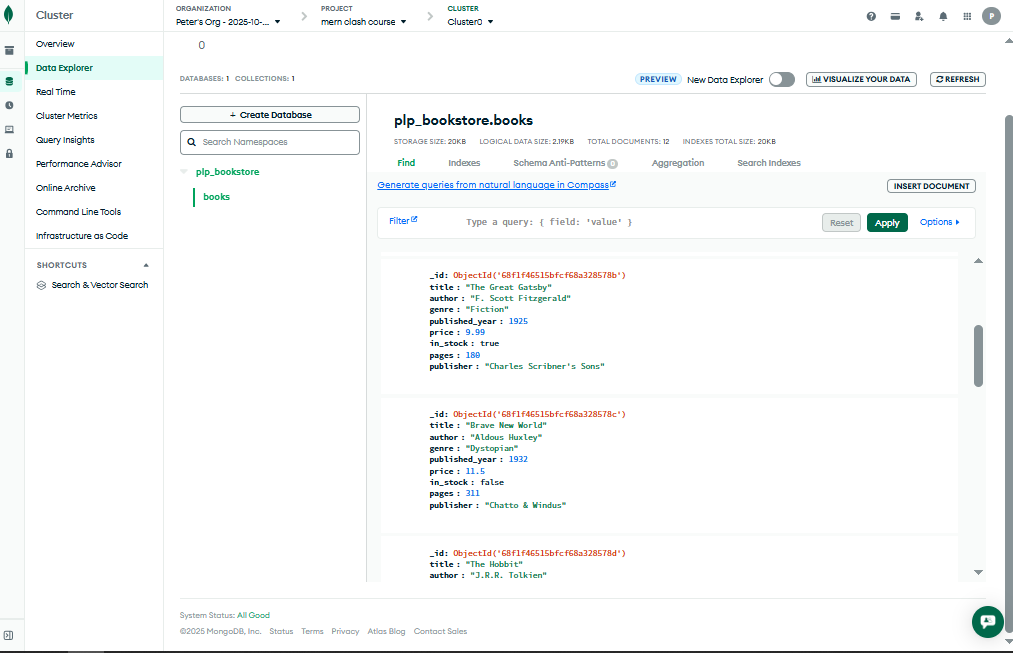 Cluster
ORGANIZATION
Peter's Org - 2025-10-...
PROJECT
mern clash course
CLUSTER
Cluster0
P
Overview
Data Explorer
Real Time
Cluster Metrics
Query Insights
Performance Advisor
Online Archive
Command Line Tools
Infrastructure as Code
SHORTCUTS
Search & Vector Search
0
DATABASES: 1 COLLECTIONS: 1
PREVIEW New Data Explorer
VISUALIZE YOUR DATA
REFRESH
+ Create Database
Search Namespaces
plp_bookstore
books
plp_bookstore.books
STORAGE SIZE: 20KB LOGICAL DATA SIZE: 2.19KB TOTAL DOCUMENTS: 12 INDEXES TOTAL SIZE: 20KB
Find Indexes Schema Anti-Patterns 0 Aggregation Search Indexes
Generate queries from natural language in Compass
INSERT DOCUMENT
Filter
Type a query: { field: 'value' }
Reset
Apply
Options
_id: ObjectId('68f1f46515bfcf68a328578b')
title : "The Great Gatsby"
author : "F. Scott Fitzgerald"
genre : "Fiction"
published_year : 1925
price : 9.99
in_stock : true
pages : 180
publisher : "Charles Scribner's Sons"
_id: ObjectId('68f1f46515bfcf68a328578c')
title : "Brave New World"
author : "Aldous Huxley"
genre : "Dystopian"
published_year : 1932
price : 11.5
in_stock : false
pages : 311
publisher : "Chatto & Windus"
_id: ObjectId('68f1f46515bfcf68a328578d')
title : "The Hobbit"
author : "J.R.R. Tolkien"
System Status: All Good
©2025 MongoDB, Inc. Status Terms Privacy Atlas Blog Contact Sales